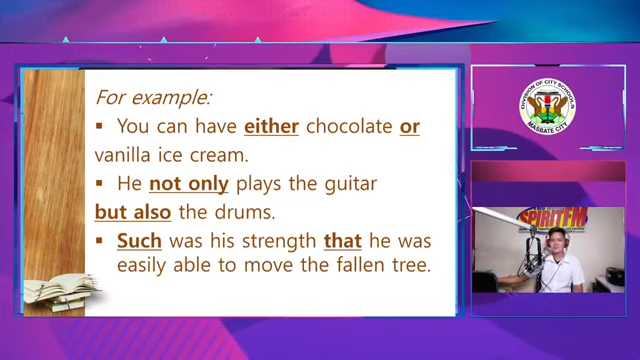 For example:
▪ You can have either chocolate or
vanilla ice cream.
▪ He not only plays the guitar
but also the drums.
▪ Such was his strength that he was
easily able to move the fallen tree.
DIVISION OF CITY SCHOOLS
MASBATE CITY
SPIRITFM